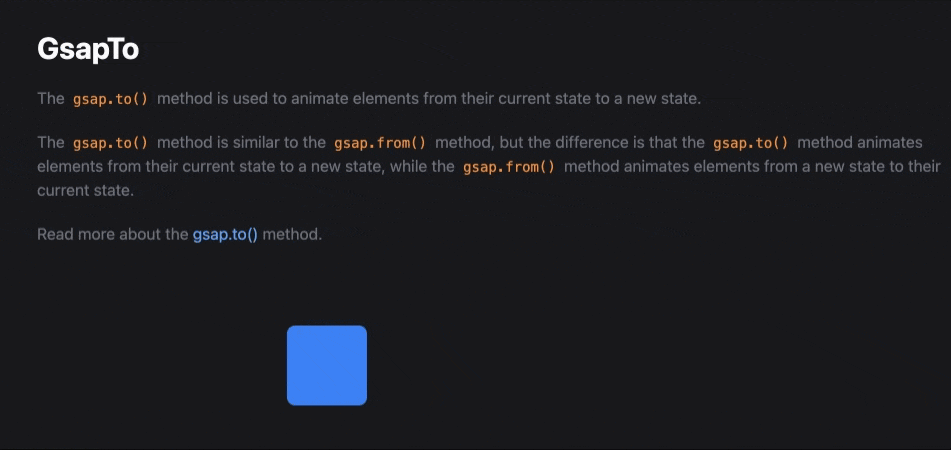 GsapTo
The gsap.to() method is used to animate elements from their current state to a new state.
The gsap.to() method is similar to the gsap.from() method, but the difference is that the gsap.to() method animates
elements from their current state to a new state, while the gsap.from() method animates elements from a new state to their
current state.
Read more about the gsap.to() method.